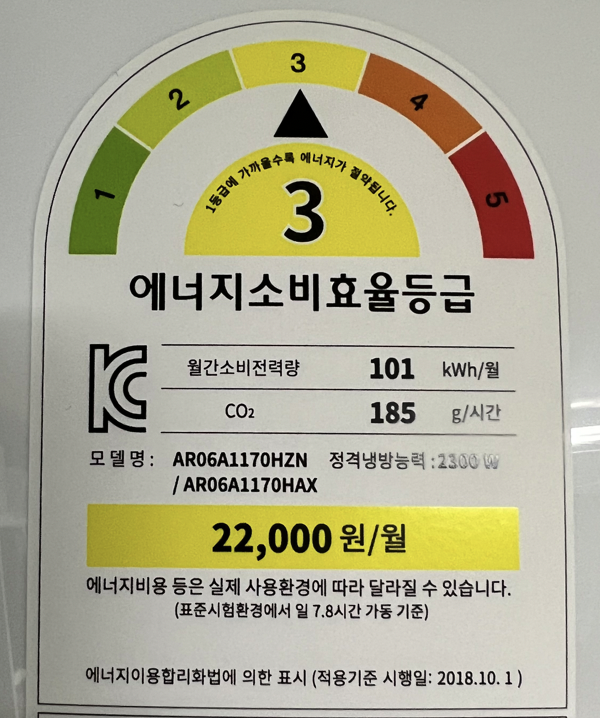 1 2 3 4 5
1등급에 가까울수록 에너지가 절약됩니다.
3
에너지소비효율등급
월간소비전력량 101 kWh/월
CO₂ 185 g/시간
모델명: AR06A1170HZN 정격냉방능력:2300 W
/ AR06A1170HAX
22,000 원/월
에너지비용 등은 실제 사용환경에 따라 달라질 수 있습니다.
(표준시험환경에서 일 7.8시간 가동 기준)
에너지이용합리화법에 의한 표시 (적용기준 시행일: 2018.10. 1 )